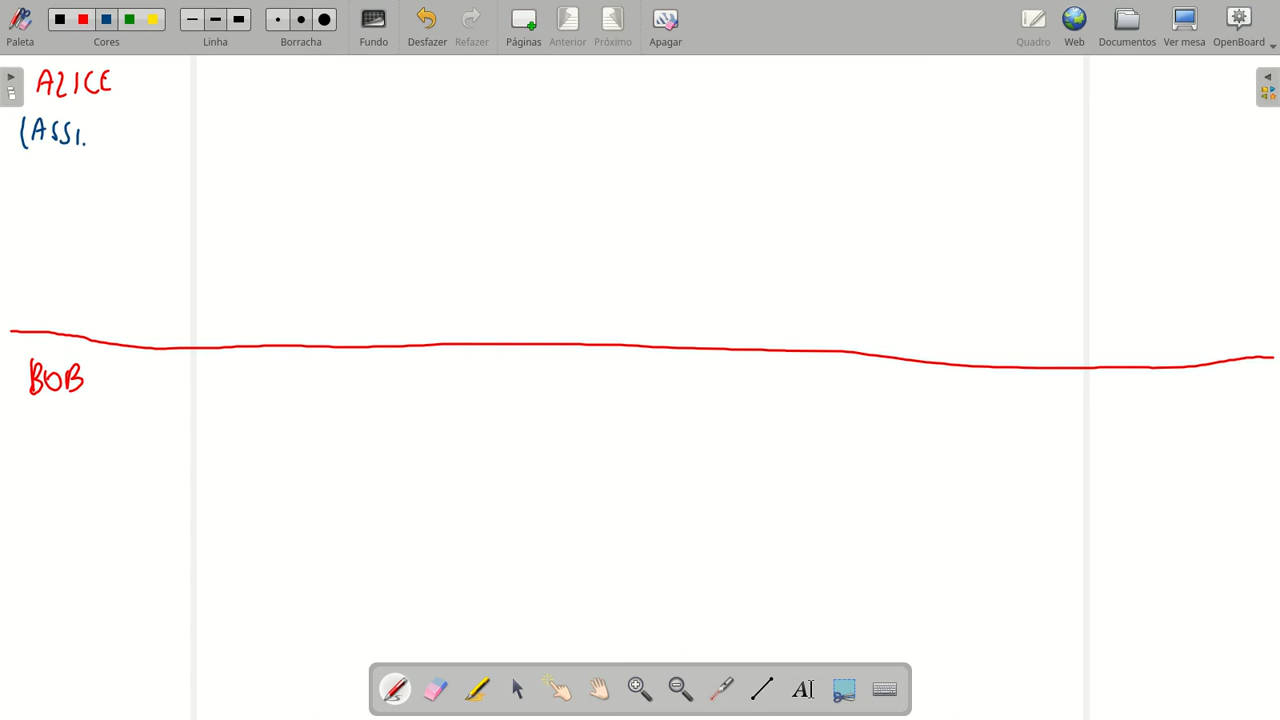 Paleta Cores Linha Borracha Fundo Desfazer Refazer Páginas Anterior Próximo Apagar Quadro Web Documentos Ver mesa OpenBoard
ALICE
(ASSI.
BOB
AI